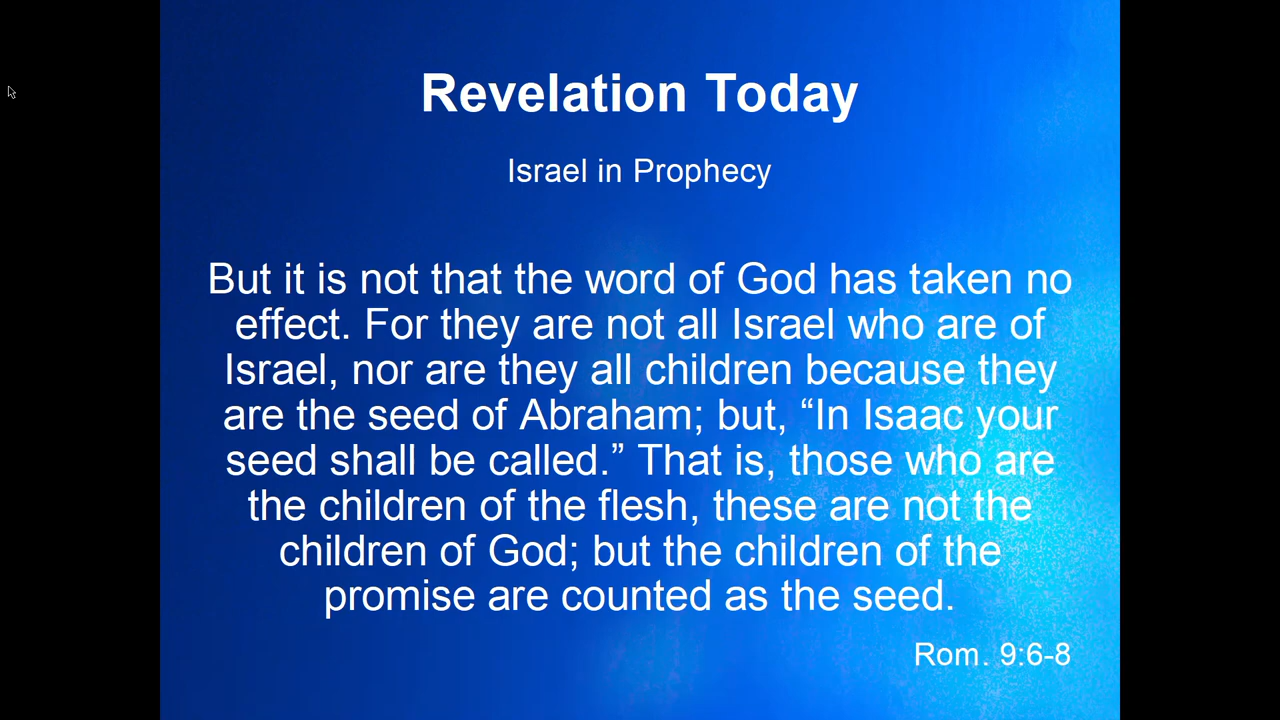 Revelation Today
Israel in Prophecy
But it is not that the word of God has taken no
effect. For they are not all Israel who are of
Israel, nor are they all children because they
are the seed of Abraham; but, “In Isaac your
seed shall be called.” That is, those who are
the children of the flesh, these are not the
children of God; but the children of the
promise are counted as the seed.
Rom. 9:6-8